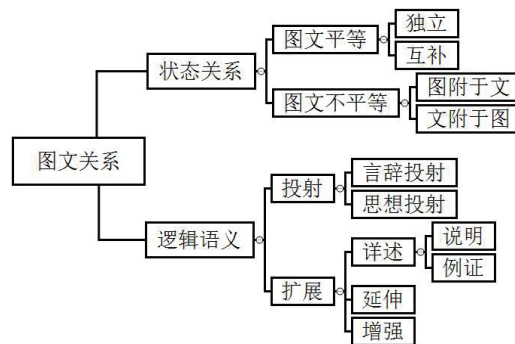 图文关系
状态关系
图文平等
独立
互补
图文不平等
图附于文
文附于图
逻辑语义
投射
言辞投射
思想投射
扩展
详述
说明
例证
延伸
增强